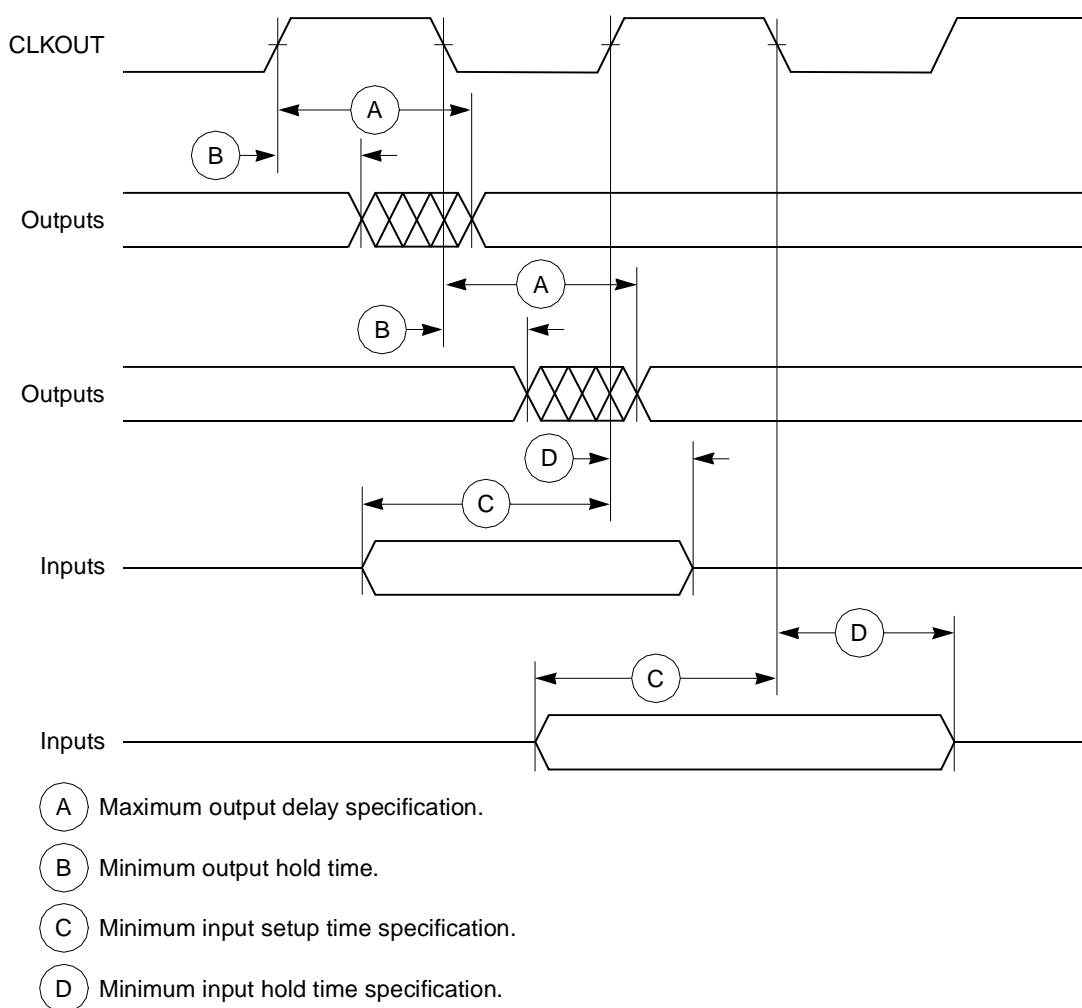 CLKOUT
A
B
Outputs
A
B
Outputs
D
C
Inputs
D
C
Inputs
A Maximum output delay specification.
B Minimum output hold time.
C Minimum input setup time specification.
D Minimum input hold time specification.